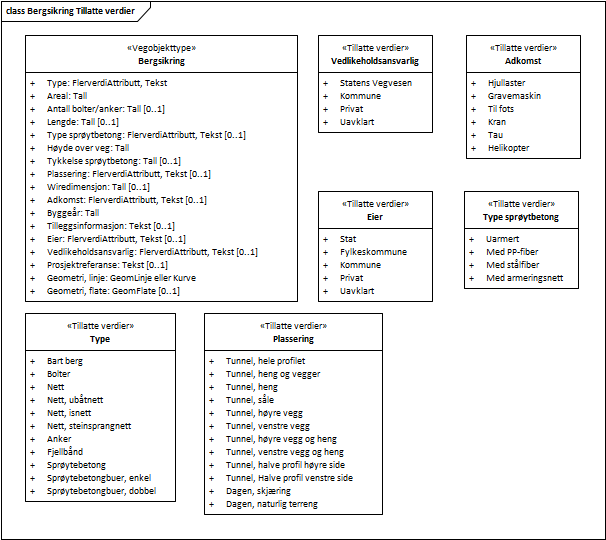 class Bergsikring Tillatte verdier
«Vegobjekttype»
Bergsikring
+ Type: FlerverdiAttributt, Tekst
+ Areal: Tall
+ Antall bolter/anker: Tall [0..1]
+ Lengde: Tall [0..1]
+ Type sprøytbetong: FlerverdiAttributt, Tekst [0..1]
+ Høyde over veg: Tall
+ Tykkelse sprøytbetong: Tall [0..1]
+ Plassering: FlerverdiAttributt, Tekst [0..1]
+ Wiredimensjon: Tall [0..1]
+ Adkomst: FlerverdiAttributt, Tekst [0..1]
+ Byggeår: Tall
+ Tilleggsinformasjon: Tekst [0..1]
+ Eier: FlerverdiAttributt, Tekst [0..1]
+ Vedlikeholdsansvarlig: FlerverdiAttributt, Tekst [0..1]
+ Prosjektreferanse: Tekst [0..1]
+ Geometri, linje: GeomLinje eller Kurve
+ Geometri, flate: GeomFlate [0..1]
«Tillatte verdier»
Vedlikeholdsansvarlig
+ Statens Vegvesen
+ Kommune
+ Privat
+ Uavklart
«Tillatte verdier»
Adkomst
+ Hjullaster
+ Gravemaskin
+ Til fots
+ Kran
+ Tau
+ Helikopter
«Tillatte verdier»
Eier
+ Stat
+ Fylkeskommune
+ Kommune
+ Privat
+ Uavklart
«Tillatte verdier»
Type sprøytbetong
+ Uarmert
+ Med PP-fiber
+ Med stålfiber
+ Med armeringsnett
«Tillatte verdier»
Type
+ Bart berg
+ Bolter
+ Nett
+ Nett, ubåtnett
+ Nett, isnett
+ Nett, steinsprangnett
+ Anker
+ Fjellbånd
+ Sprøytebetong
+ Sprøytebetongbuer, enkel
+ Sprøytebetongbuer, dobbel
«Tillatte verdier»
Plassering
+ Tunnel, hele profilet
+ Tunnel, heng og vegger
+ Tunnel, heng
+ Tunnel, såle
+ Tunnel, høyre vegg
+ Tunnel, venstre vegg
+ Tunnel, høyre vegg og heng
+ Tunnel, venstre vegg og heng
+ Tunnel, halve profil høyre side
+ Tunnel, Halve profil venstre side
+ Dagen, skjæring
+ Dagen, naturlig terreng